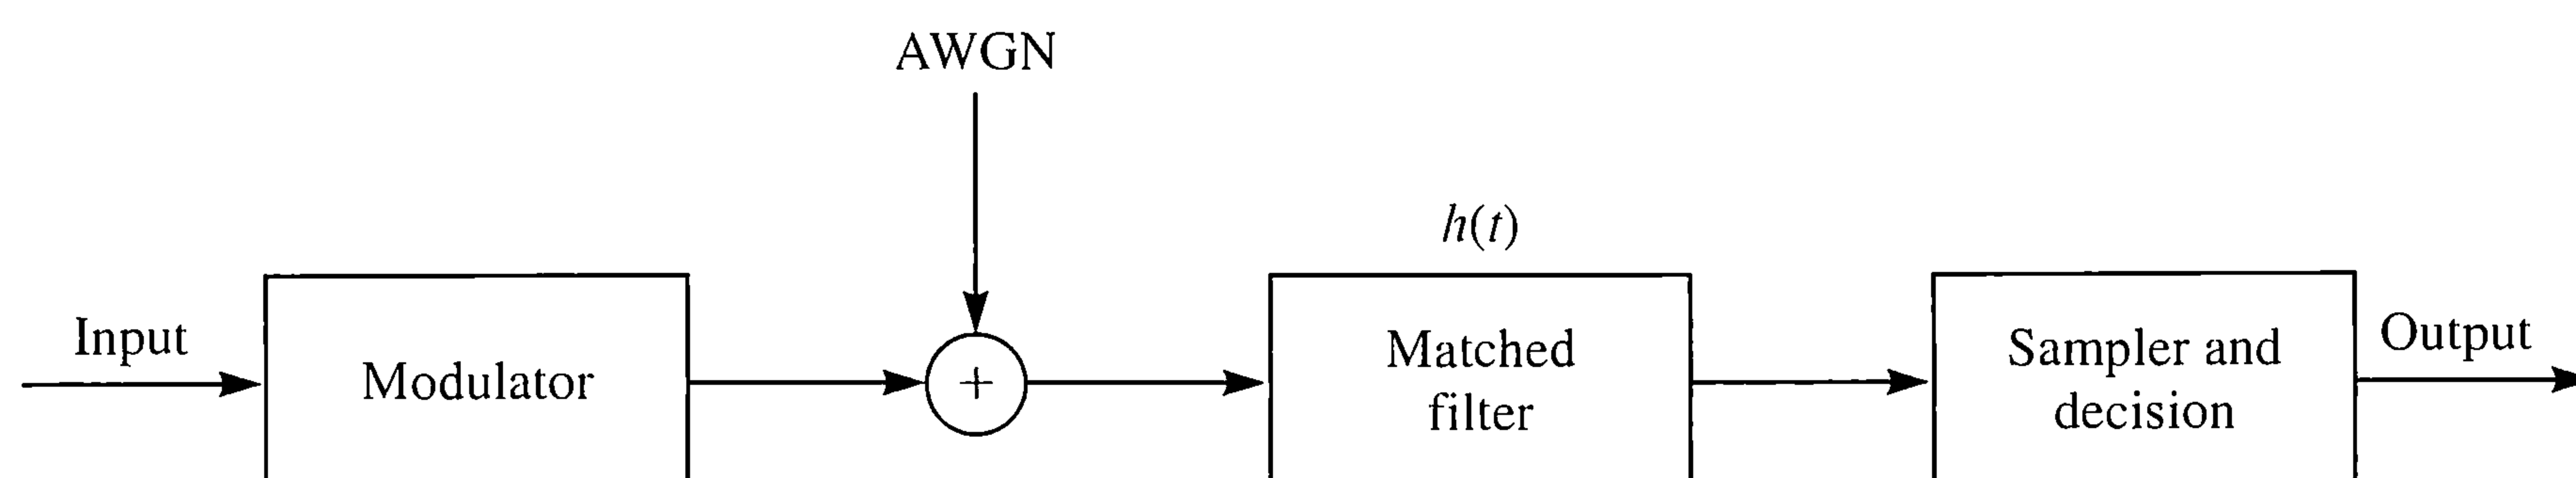 AWGN
h(t)
Input
Modulator
+
Matched
filter
Sampler and
decision
Output